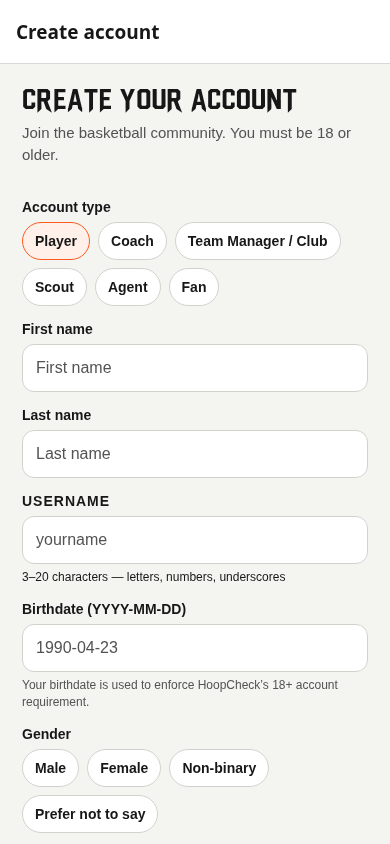 Create account
CREATE YOUR ACCOUNT
Join the basketball community. You must be 18 or
older.
Account type
Player Coach Team Manager / Club
Scout Agent Fan
First name
First name
Last name
Last name
USERNAME
yourname
3–20 characters — letters, numbers, underscores
Birthdate (YYYY-MM-DD)
1990-04-23
Your birthdate is used to enforce HoopCheck's 18+ account
requirement.
Gender
Male Female Non-binary
Prefer not to say